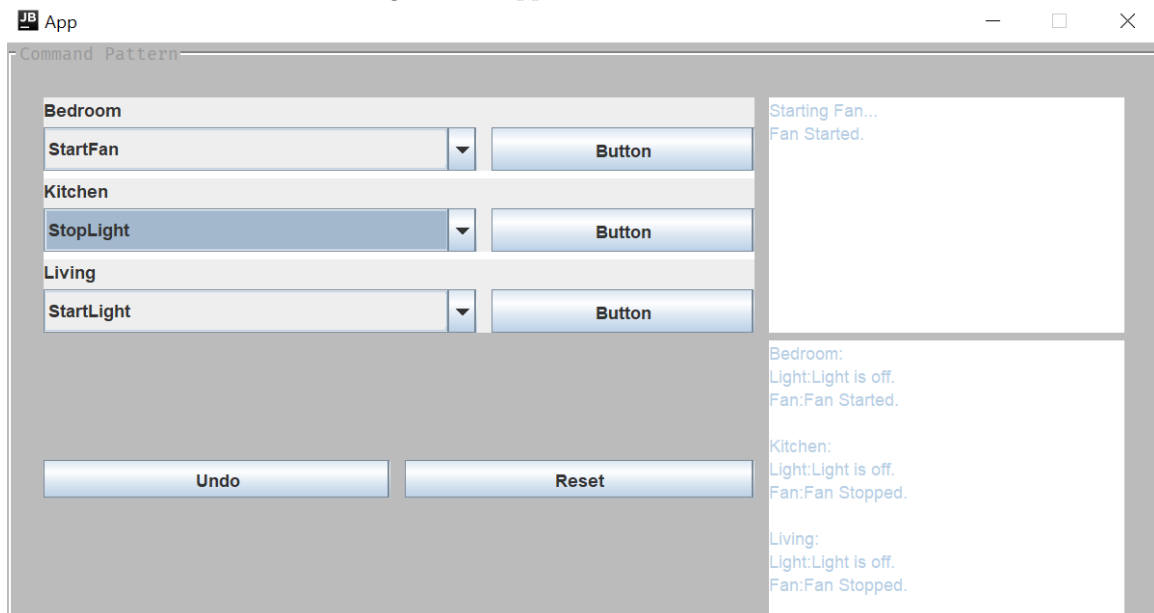 JB App
Command Pattern
Bedroom
StartFan
Button
Kitchen
StopLight
Button
Living
StartLight
Button
Undo
Reset
Starting Fan...
Fan Started.
Bedroom:
Light:Light is off.
Fan:Fan Started.
Kitchen:
Light:Light is off.
Fan:Fan Stopped.
Living:
Light:Light is off.
Fan:Fan Stopped.